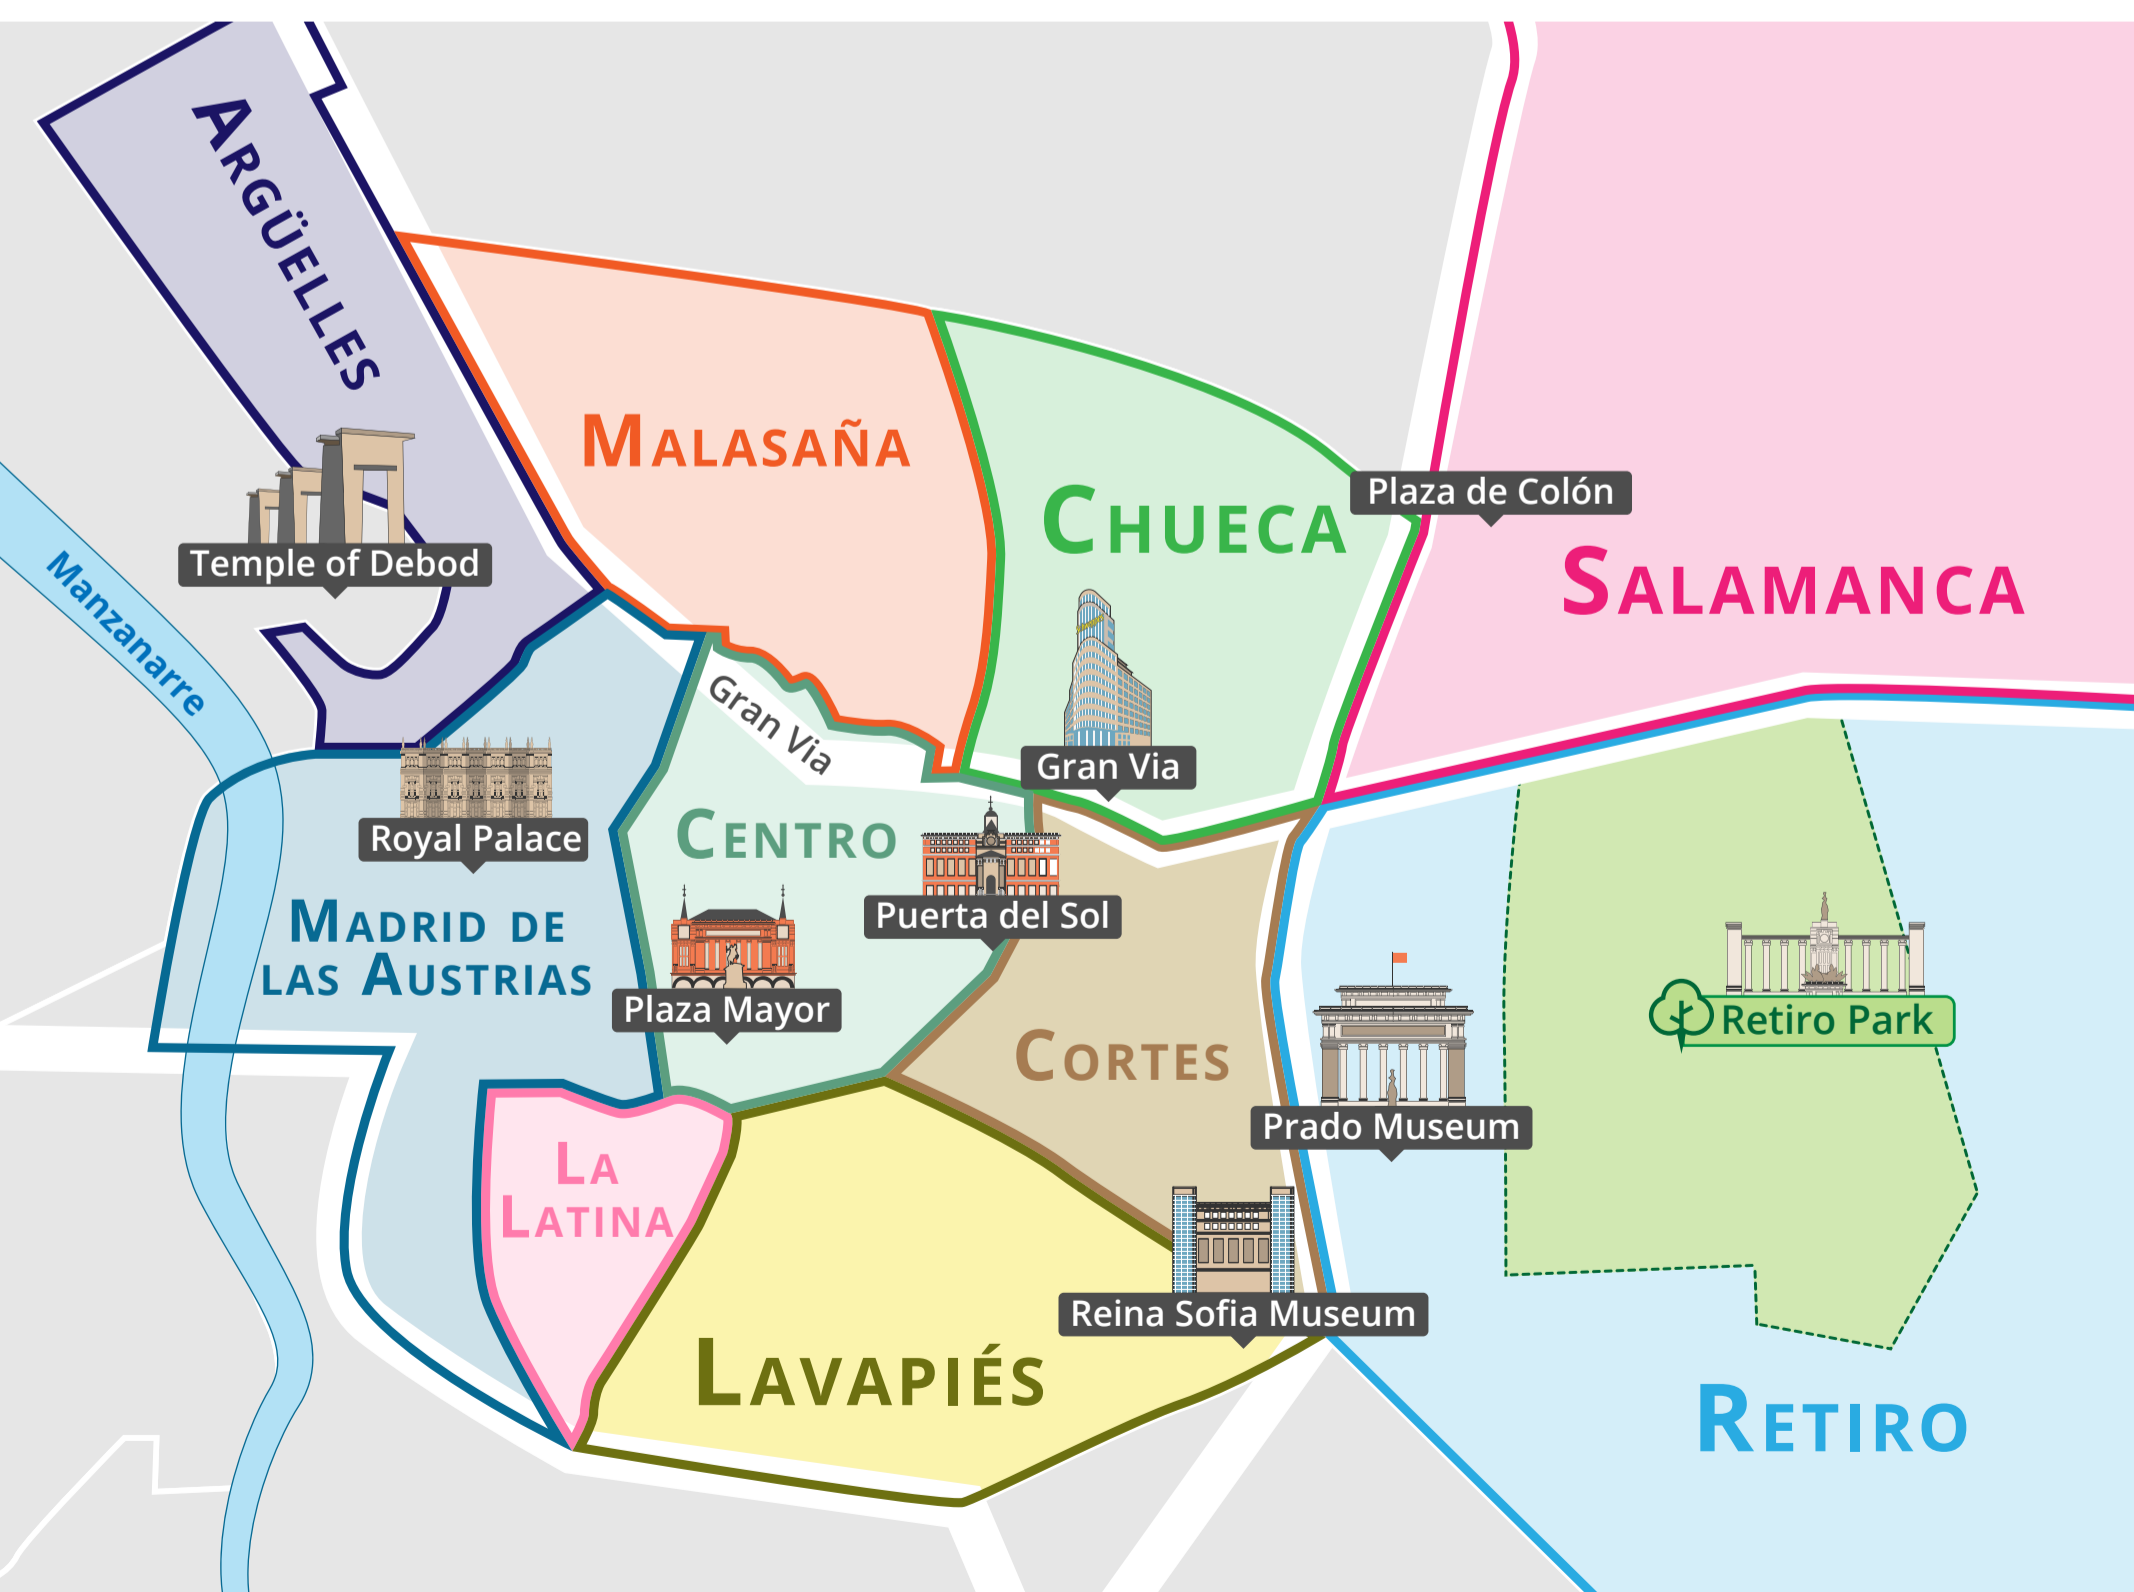 ARGÜELLES
MALASAÑA
CHUECA
Plaza de Colón
SALAMANCA
Temple of Debod
Manzanarre
Gran Via
Gran Via
Royal Palace
CENTRO
Puerta del Sol
MADRID DE
LAS AUSTRIAS
Plaza Mayor
CORTES
Retiro Park
Prado Museum
LA
LATINA
Reina Sofia Museum
LAVAPIÉS
RETIRO